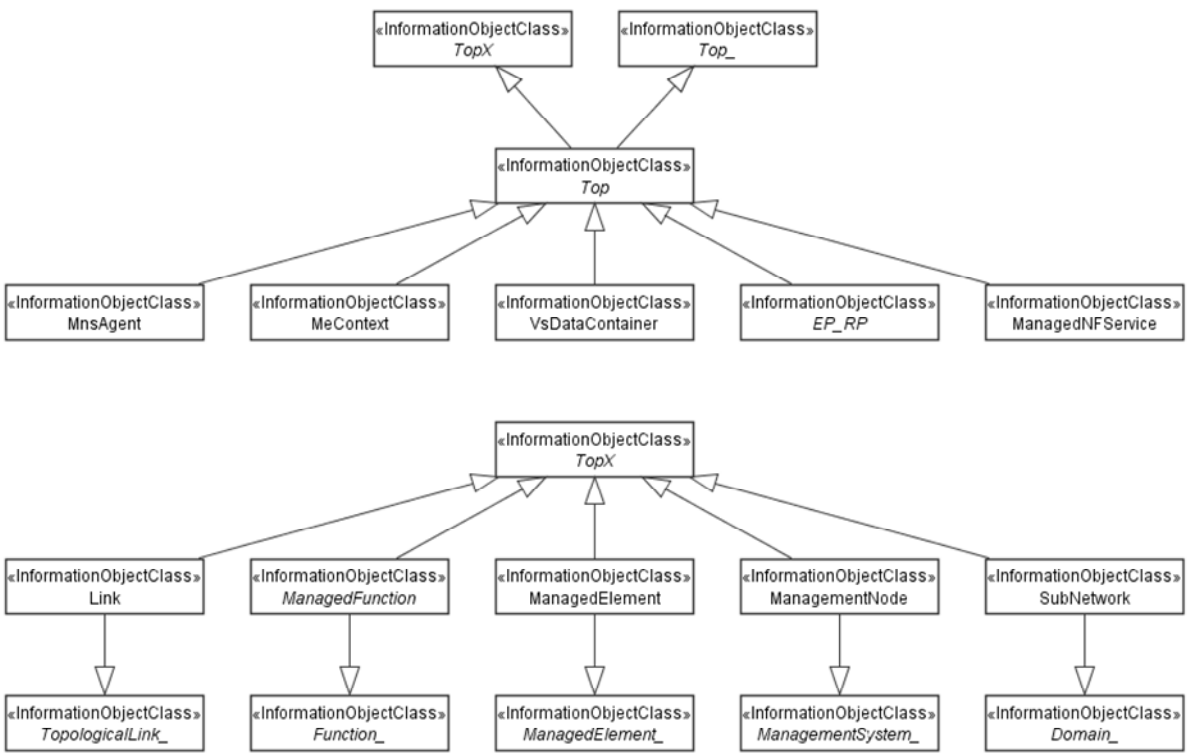 «InformationObjectClass»
TopX
«InformationObjectClass»
Top_
«InformationObjectClass»
Top
«InformationObjectClass»
MnsAgent
«InformationObjectClass»
MeContext
«InformationObjectClass»
VsDataContainer
«InformationObjectClass»
EP_RP
«InformationObjectClass»
ManagedNFService
«InformationObjectClass»
TopX
«InformationObjectClass»
Link
«InformationObjectClass»
ManagedFunction
«InformationObjectClass»
ManagedElement
«InformationObjectClass»
ManagementNode
«InformationObjectClass»
SubNetwork
«InformationObjectClass»
TopologicalLink_
«InformationObjectClass»
Function_
«InformationObjectClass»
ManagedElement_
«InformationObjectClass»
ManagementSystem_
«InformationObjectClass»
Domain_